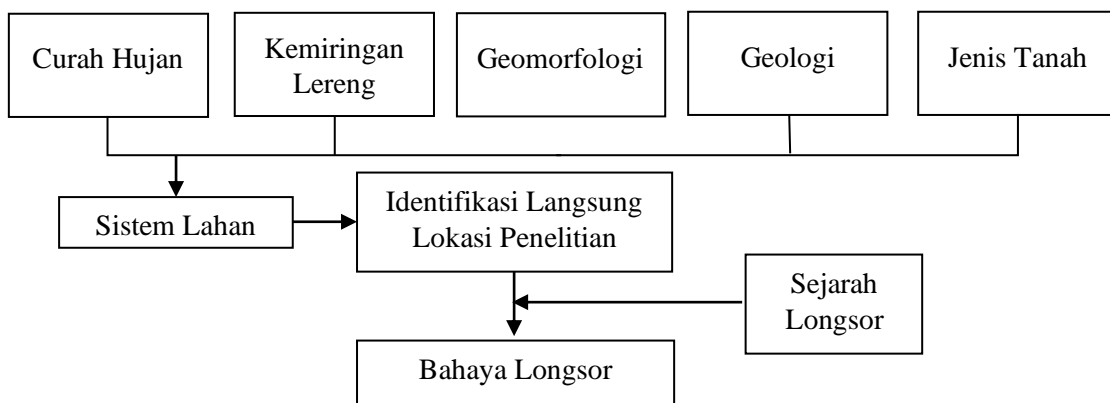 Curah Hujan
Kemiringan
Lereng
Geomorfologi
Geologi
Jenis Tanah
Sistem Lahan
Identifikasi Langsung
Lokasi Penelitian
Sejarah
Longsor
Bahaya Longsor